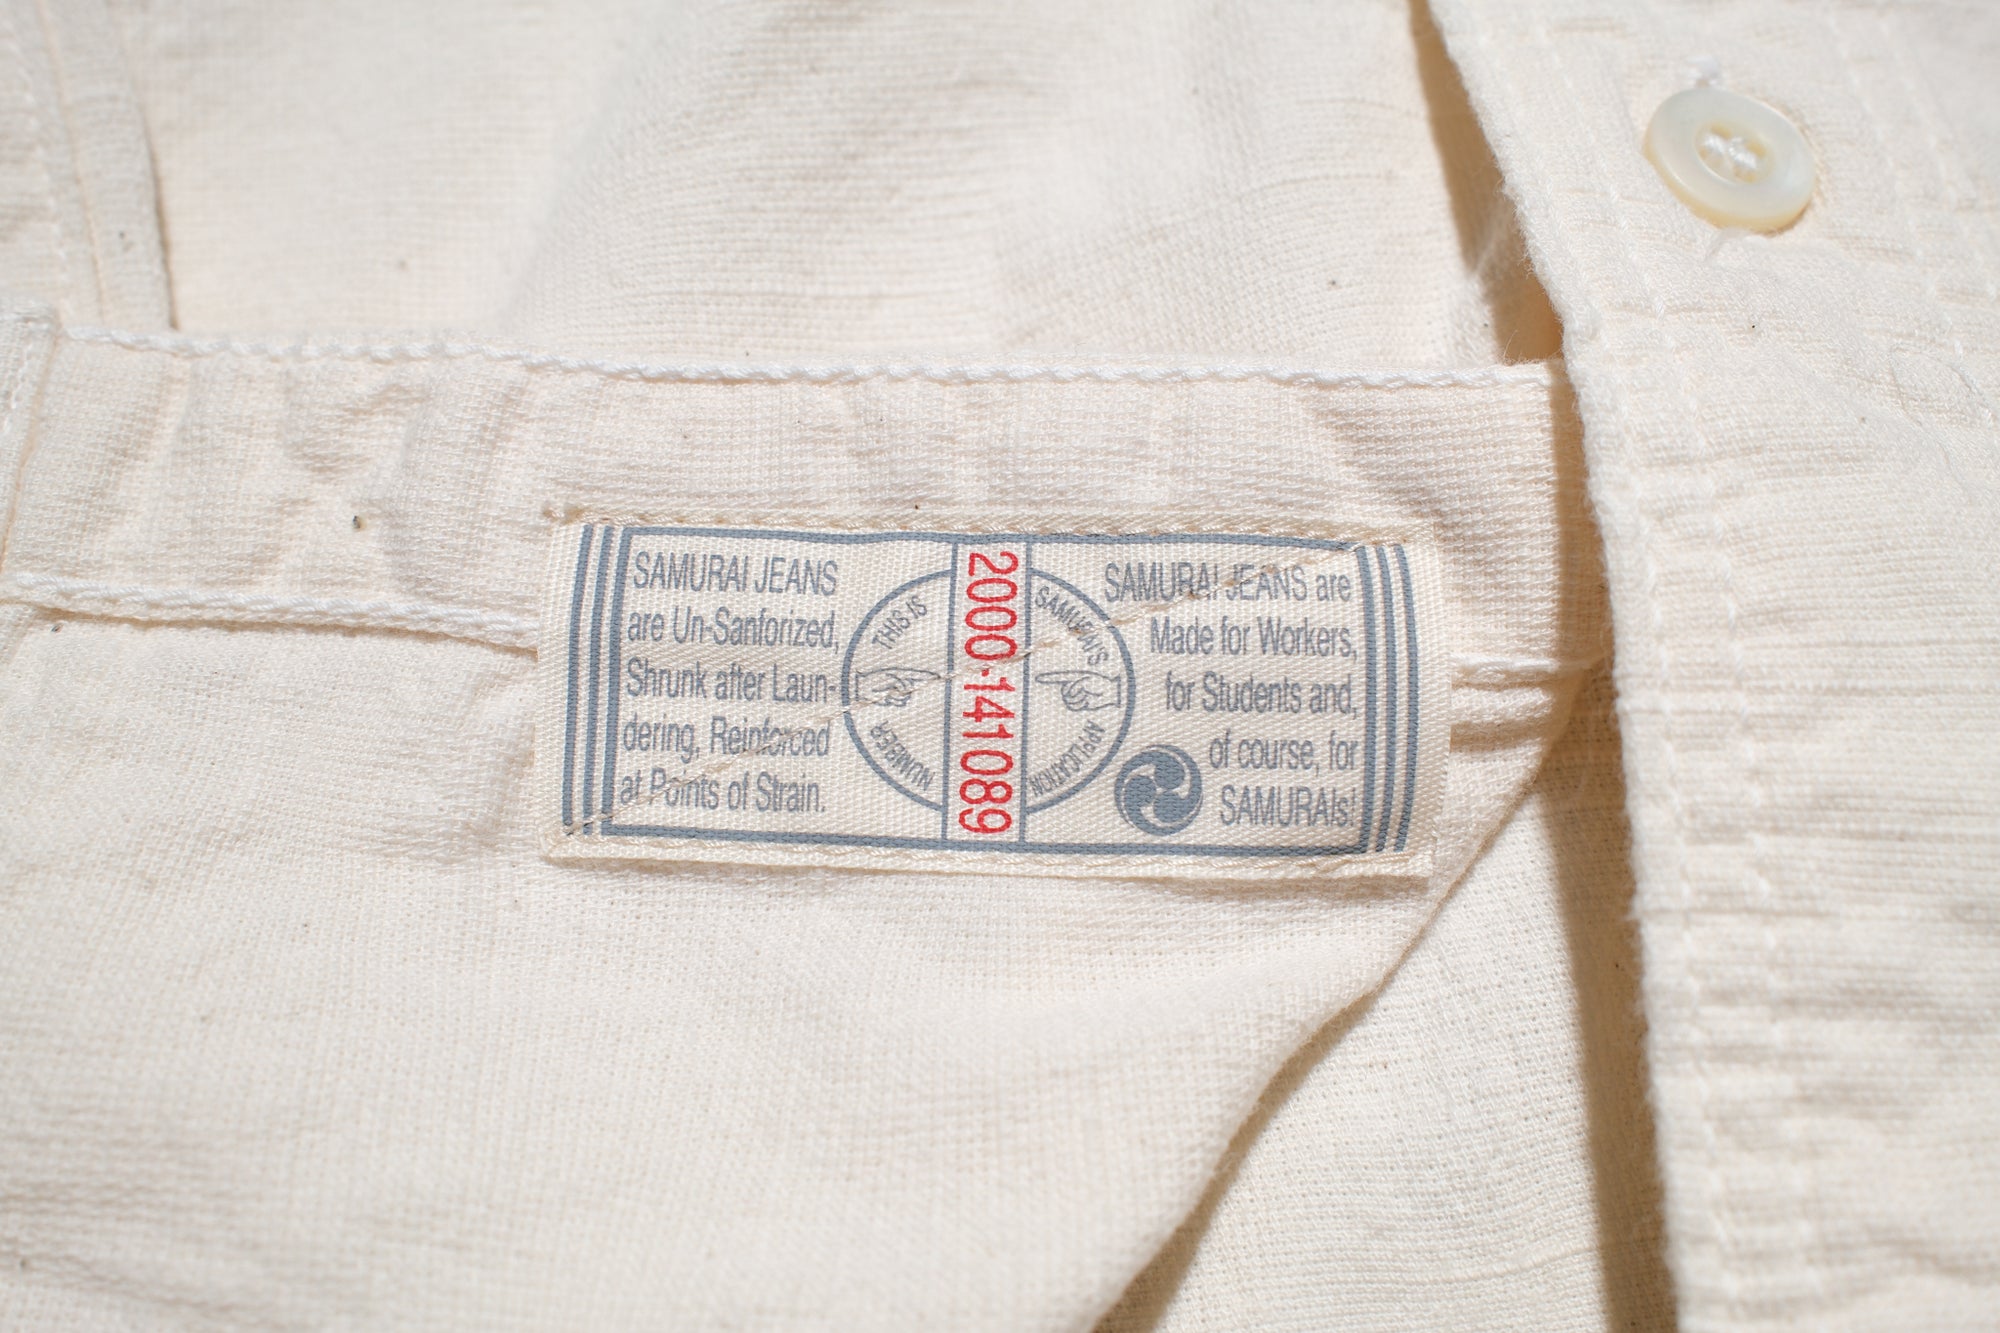 SAMURAI JEANS
are Un-Sanforized,
Shrunk after Laun-
dering, Reinforced
at Points of Strain.
THIS IS
NUMBER
2000-141089
SAMURAI'S
APLICATION
SAMURAI JEANS are
Made for Workers,
for Students and,
of course, for
SAMURAIs!